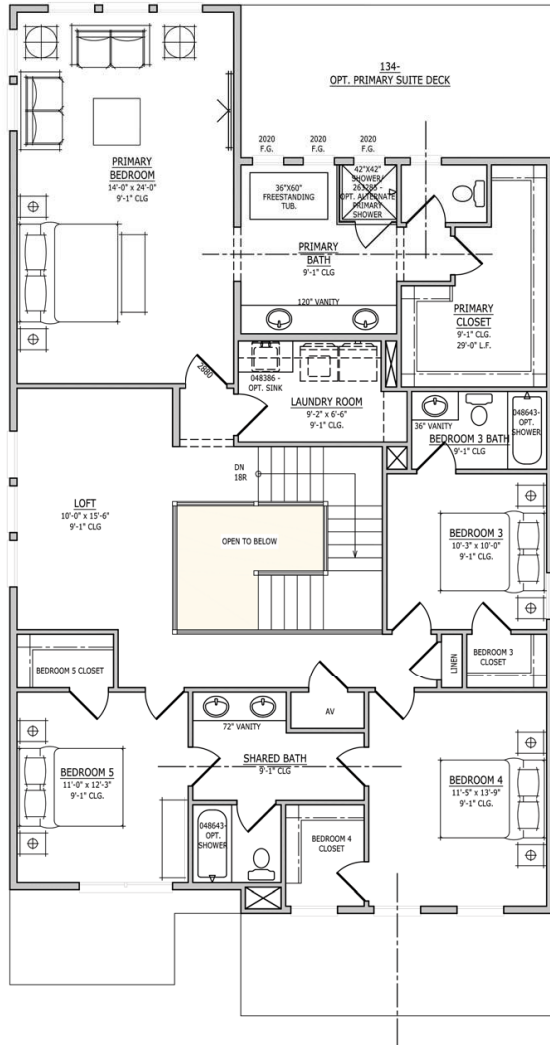 134-
OPT. PRIMARY SUITE DECK
2020
F.G.
2020
F.G.
2020
F.G.
PRIMARY
BEDROOM
14'-0" x 24'-0"
9'-1" CLG
36"X60"
FREESTANDING
TUB.
42"X42"
SHOWER/
263285 -
OPT. ALTERNATE
PRIMARY
SHOWER
PRIMARY
BATH
9'-1" CLG
120" VANITY
PRIMARY
CLOSET
9'-1" CLG.
29'-0" L.F.
2680
048386 -
OPT. SINK
LAUNDRY ROOM
9'-2" x 6'-6"
9'-1" CLG.
36" VANITY
048643-
OPT.
SHOWER
BEDROOM 3 BATH
9'-1" CLG
DN
18R
LOFT
10'-0" x 15'-6"
9'-1" CLG
OPEN TO BELOW
BEDROOM 3
10'-3" x 10'-0"
9'-1" CLG.
BEDROOM 5 CLOSET
LINEN
BEDROOM 3
CLOSET
AV
72" VANITY
SHARED BATH
9'-1" CLG
BEDROOM 5
11'-0" x 12'-3"
9'-1" CLG.
BEDROOM 4
11'-5" x 13'-9"
9'-1" CLG.
048643-
OPT.
SHOWER
BEDROOM 4
CLOSET